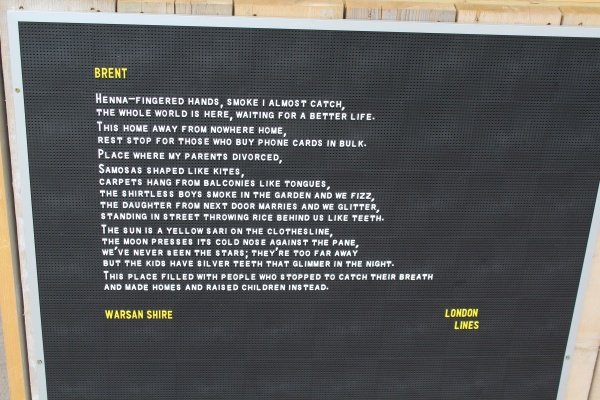 BRENT
HENNA-FINGERED HANDS, SMOKE I ALMOST CATCH,
THE WHOLE WORLD IS HERE, WAITING FOR A BETTER LIFE.
THIS HOME AWAY FROM NOWHERE HOME,
REST STOP FOR THOSE WHO BUY PHONE CARDS IN BULK.
PLACE WHERE MY PARENTS DIVORCED,
SAMOSAS SHAPED LIKE KITES,
CARPETS HANG FROM BALCONIES LIKE TONGUES,
THE SHIRTLESS BOYS SMOKE IN THE GARDEN AND WE FIZZ,
THE DAUGHTER FROM NEXT DOOR MARRIES AND WE GLITTER,
STANDING IN STREET THROWING RICE BEHIND US LIKE TEETH.
THE SUN IS A YELLOW SARI ON THE CLOTHESLINE,
THE MOON PRESSES ITS COLD NOSE AGAINST THE PANE,
WE'VE NEVER SEEN THE STARS; THEY'RE TOO FAR AWAY
BUT THE KIDS HAVE SILVER TEETH THAT GLIMMER IN THE NIGHT.
THIS PLACE FILLED WITH PEOPLE WHO STOPPED TO CATCH THEIR BREATH
AND MADE HOMES AND RAISED CHILDREN INSTEAD.
WARSAN SHIRE
LONDON
LINES